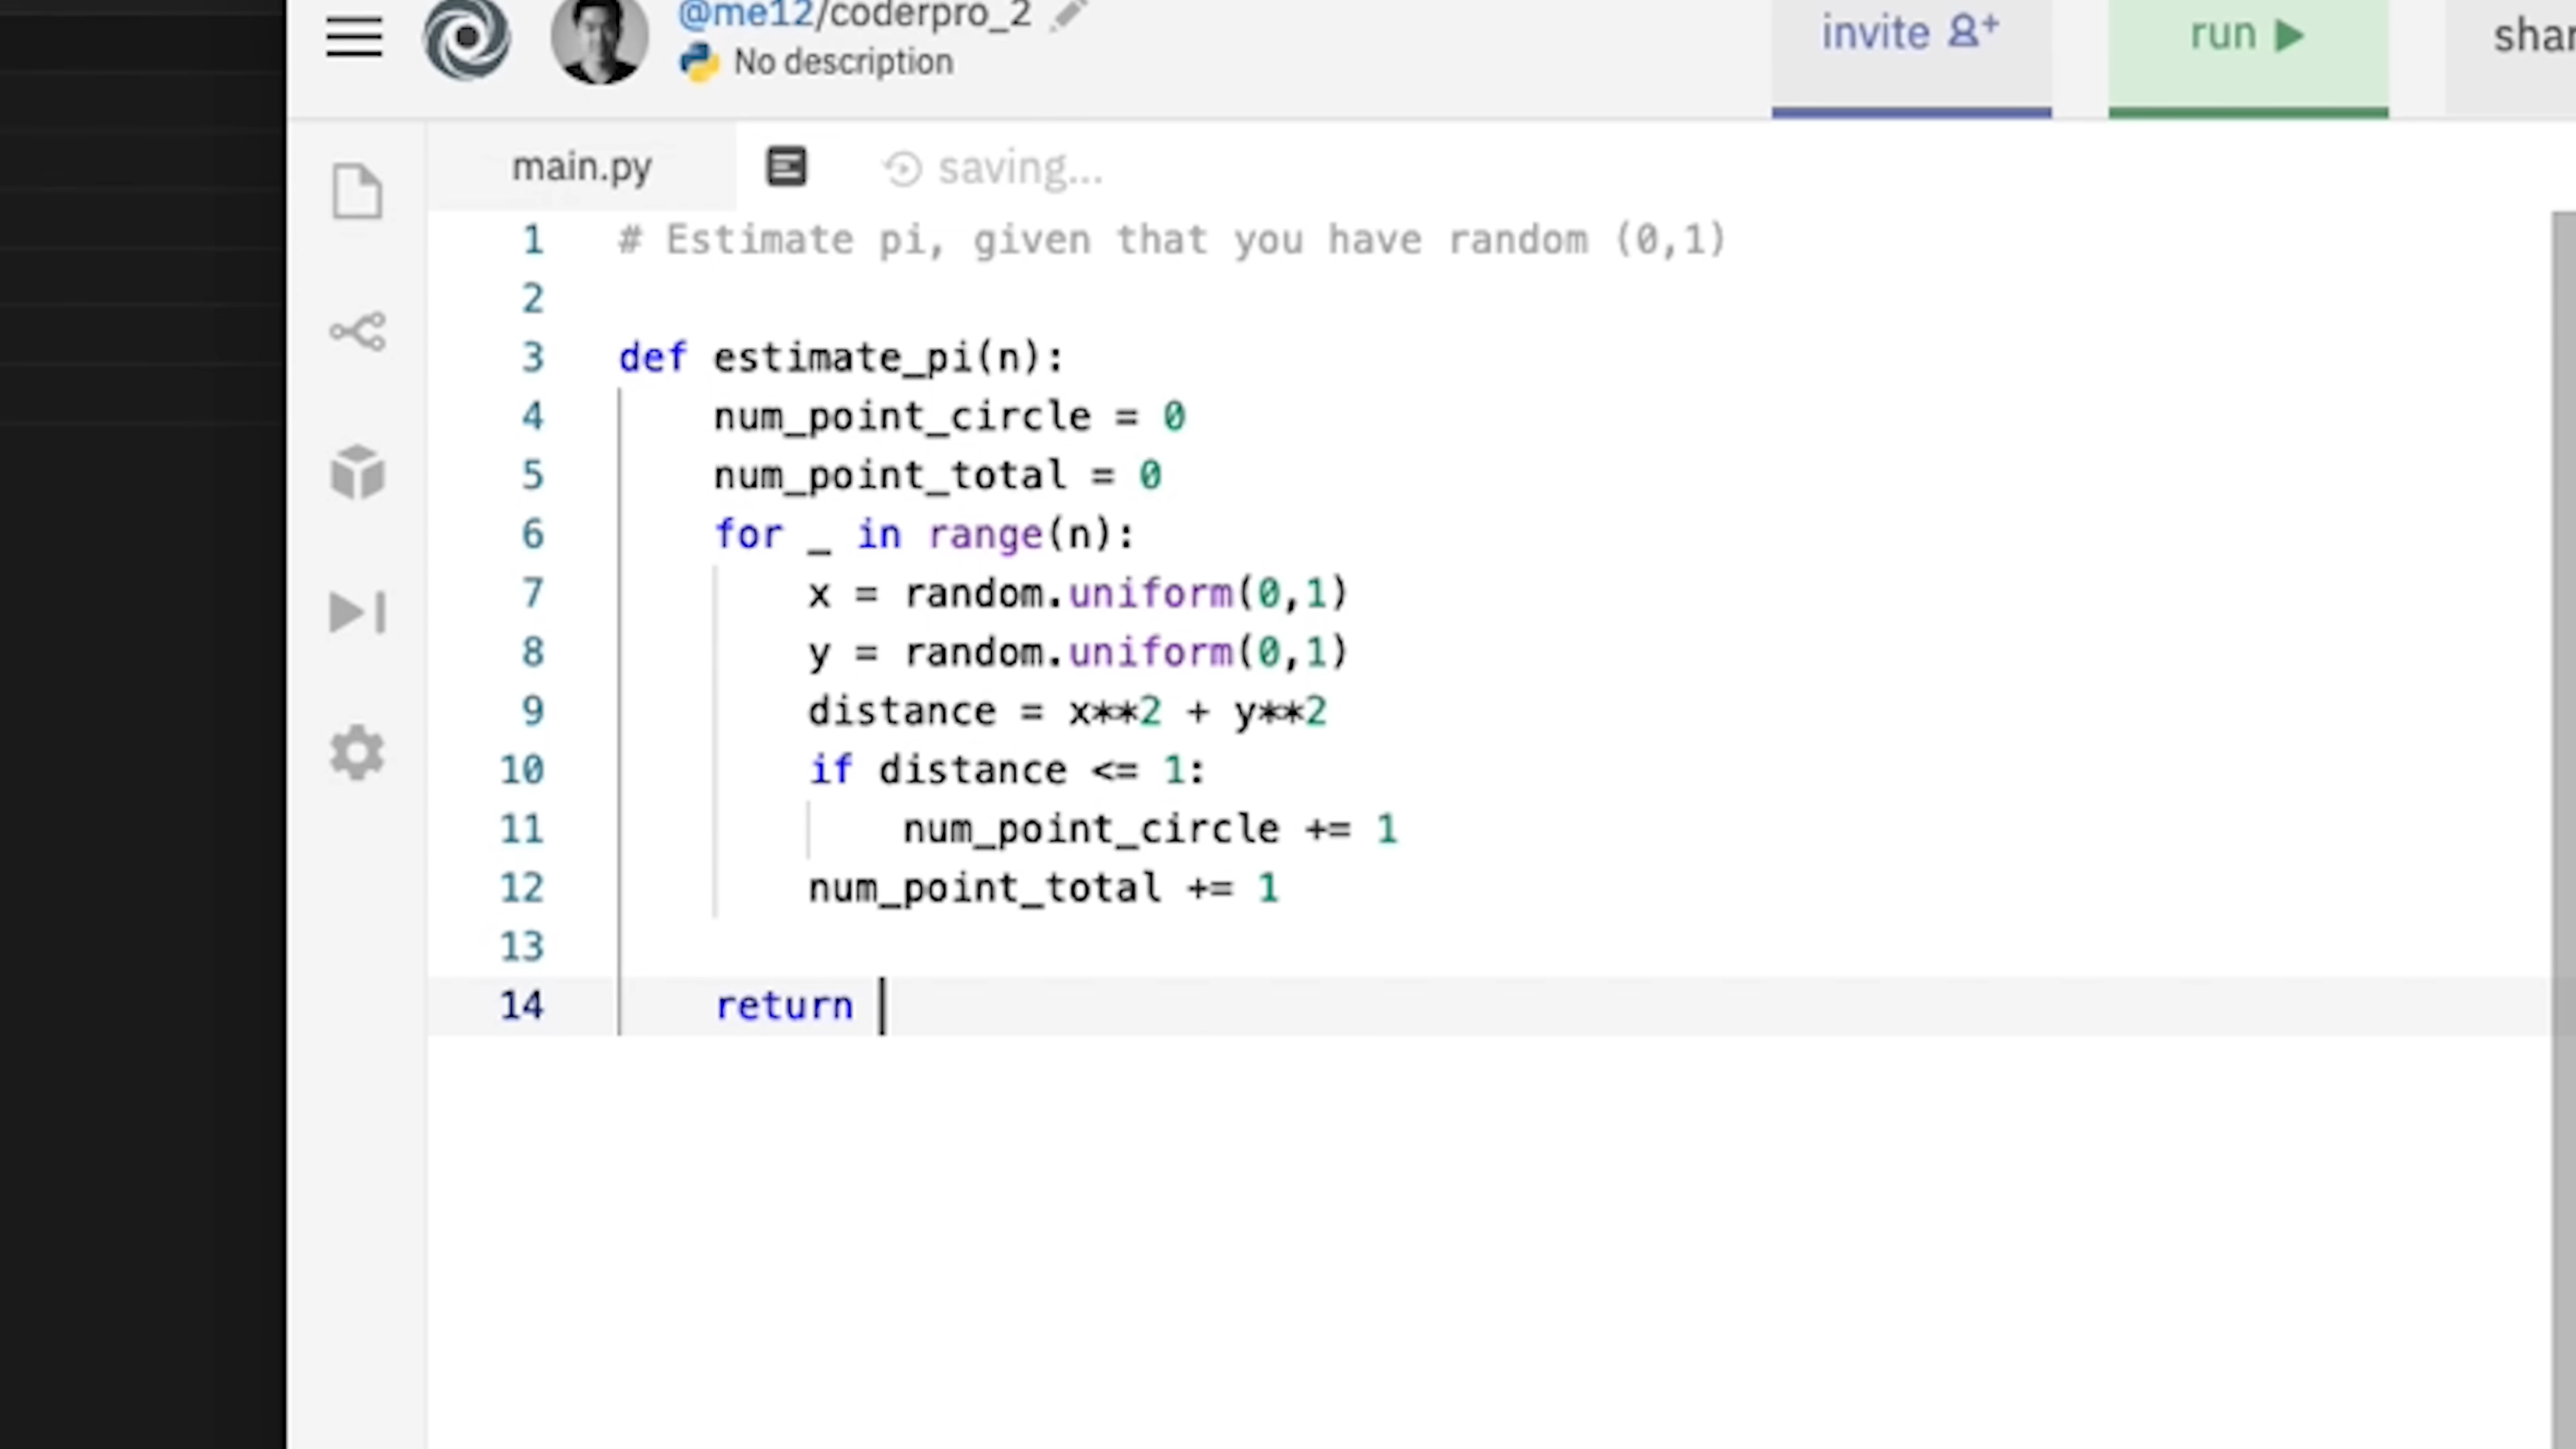 @me12/coderpro_2
No description
invite
run
main.py
saving...
1 # Estimate pi, given that you have random (0,1)
2
3 def estimate_pi(n):
4 num_point_circle = 0
5 num_point_total = 0
6 for _ in range(n):
7 x = random.uniform(0,1)
8 y = random.uniform(0,1)
9 distance = x**2 + y**2
10 if distance <= 1:
11 num_point_circle += 1
12 num_point_total += 1
13
14 return